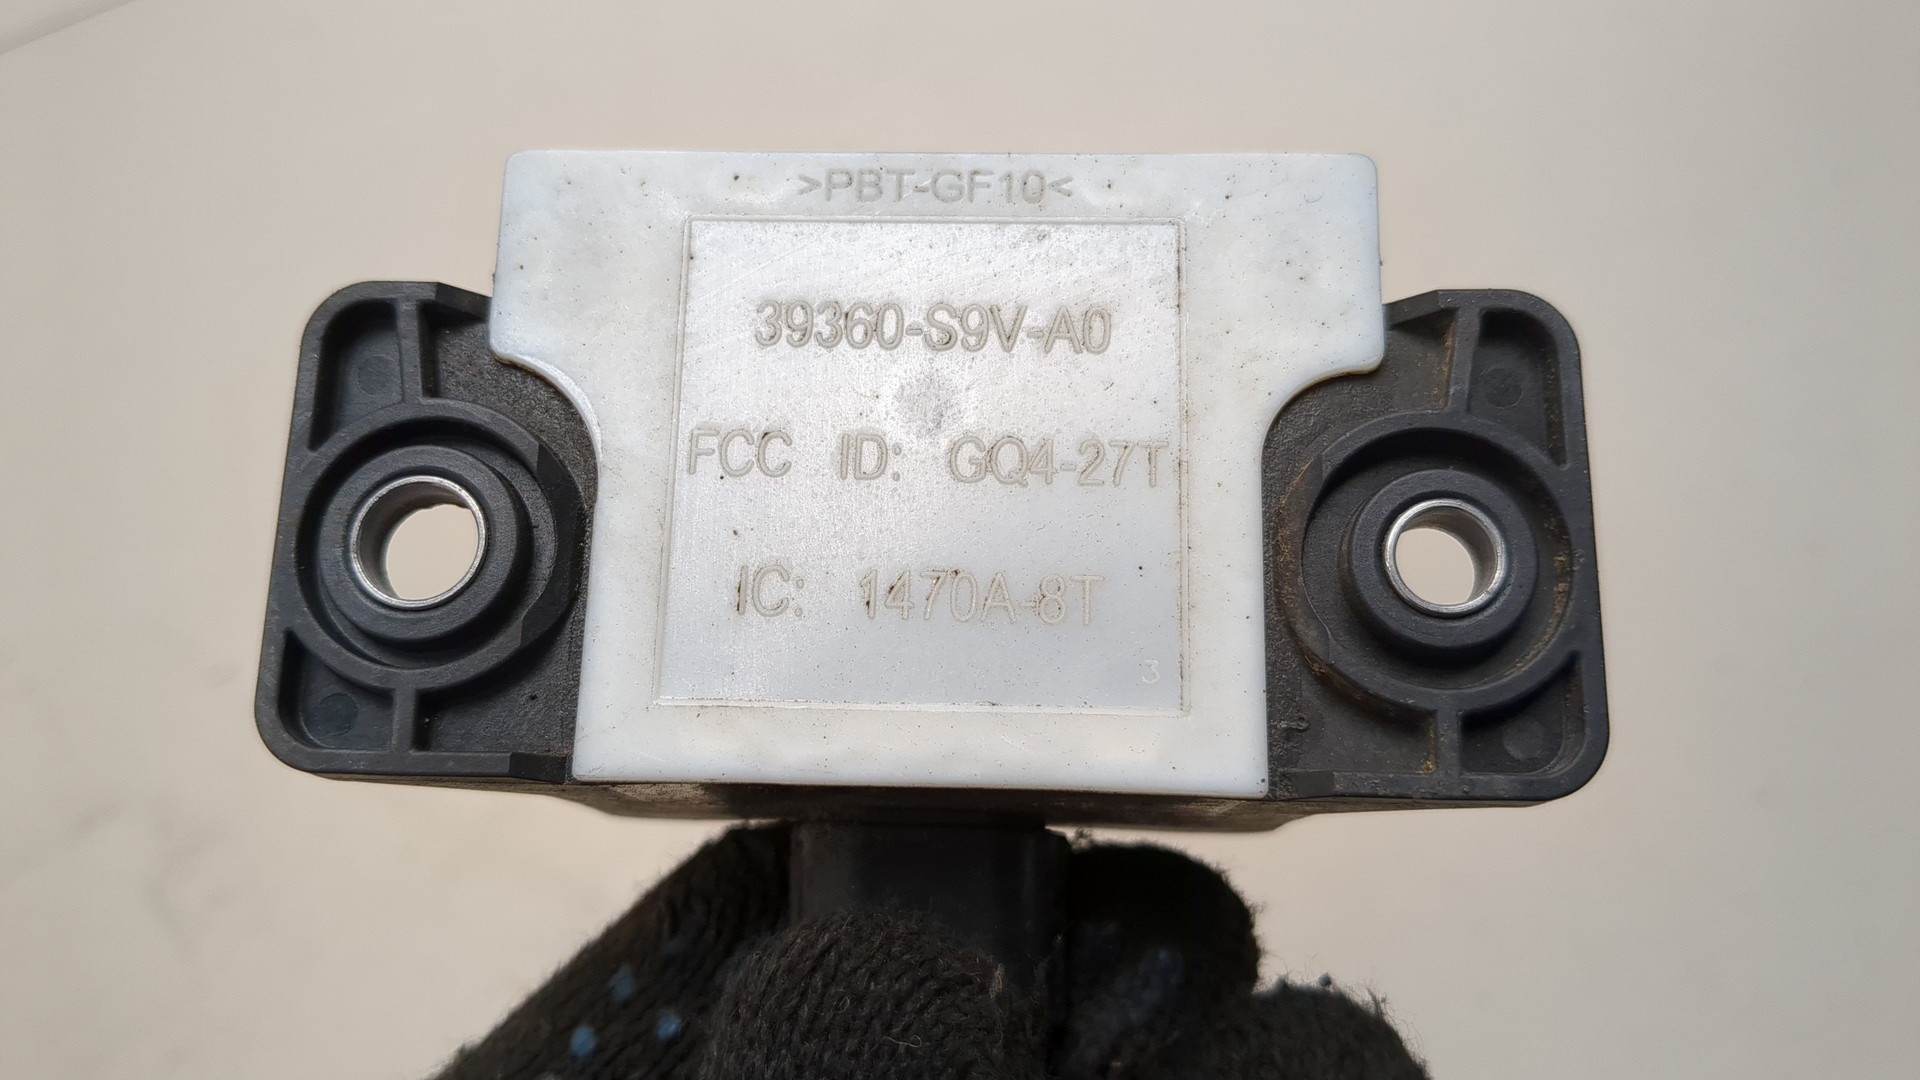 >PBT-GF10<
39360-S9V-A0
FCC ID: GQ4-27T
IC: 1470A-8T
3